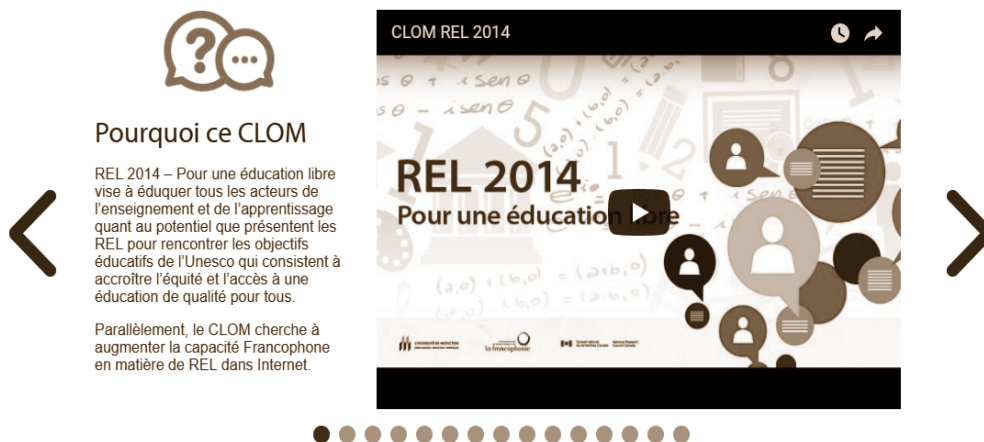 Pourquoi ce CLOM
REL 2014 – Pour une éducation libre
vise à éduquer tous les acteurs de
l'enseignement et de l'apprentissage
quant au potentiel que présentent les
REL pour rencontrer les objectifs
éducatifs de l'Unesco qui consistent à
accroître l'équité et l'accès à une
éducation de qualité pour tous.
Parallèlement, le CLOM cherche à
augmenter la capacité Francophone
en matière de REL dans Internet.
CLOM REL 2014
REL 2014
Pour une éducation libre
la francophonie